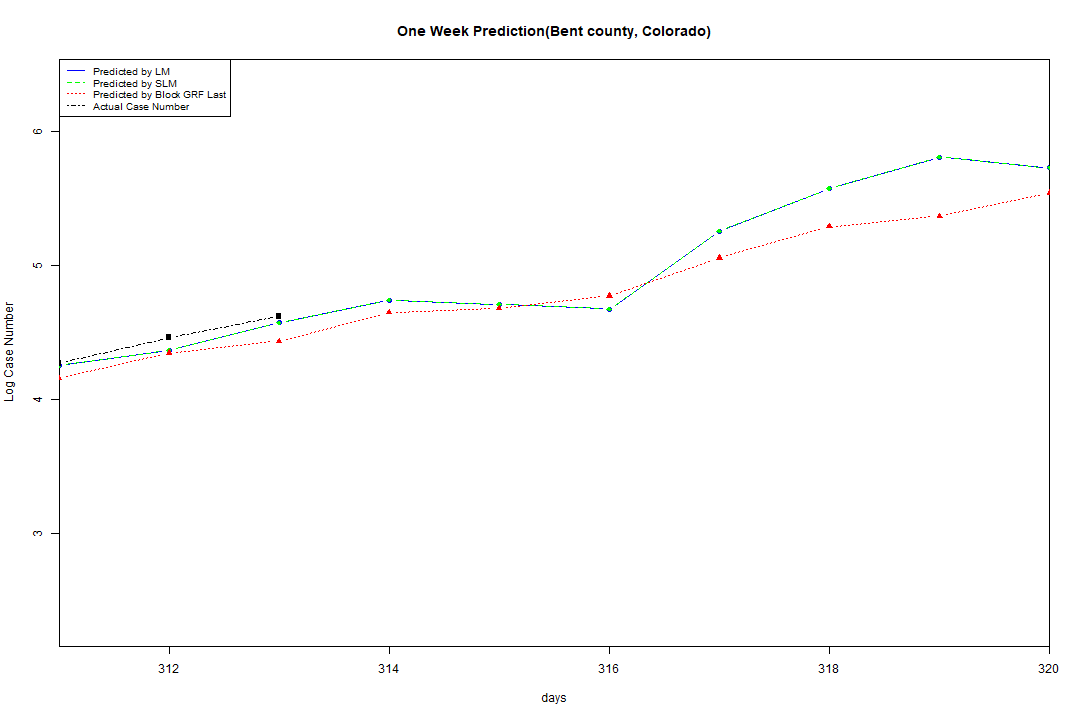 One Week Prediction(Bent county, Colorado)
Predicted by LM
Predicted by SLM
Predicted by Block GRF Last
Actual Case Number
6
5
4
3
Log Case Number
312 314 316 318 320
days